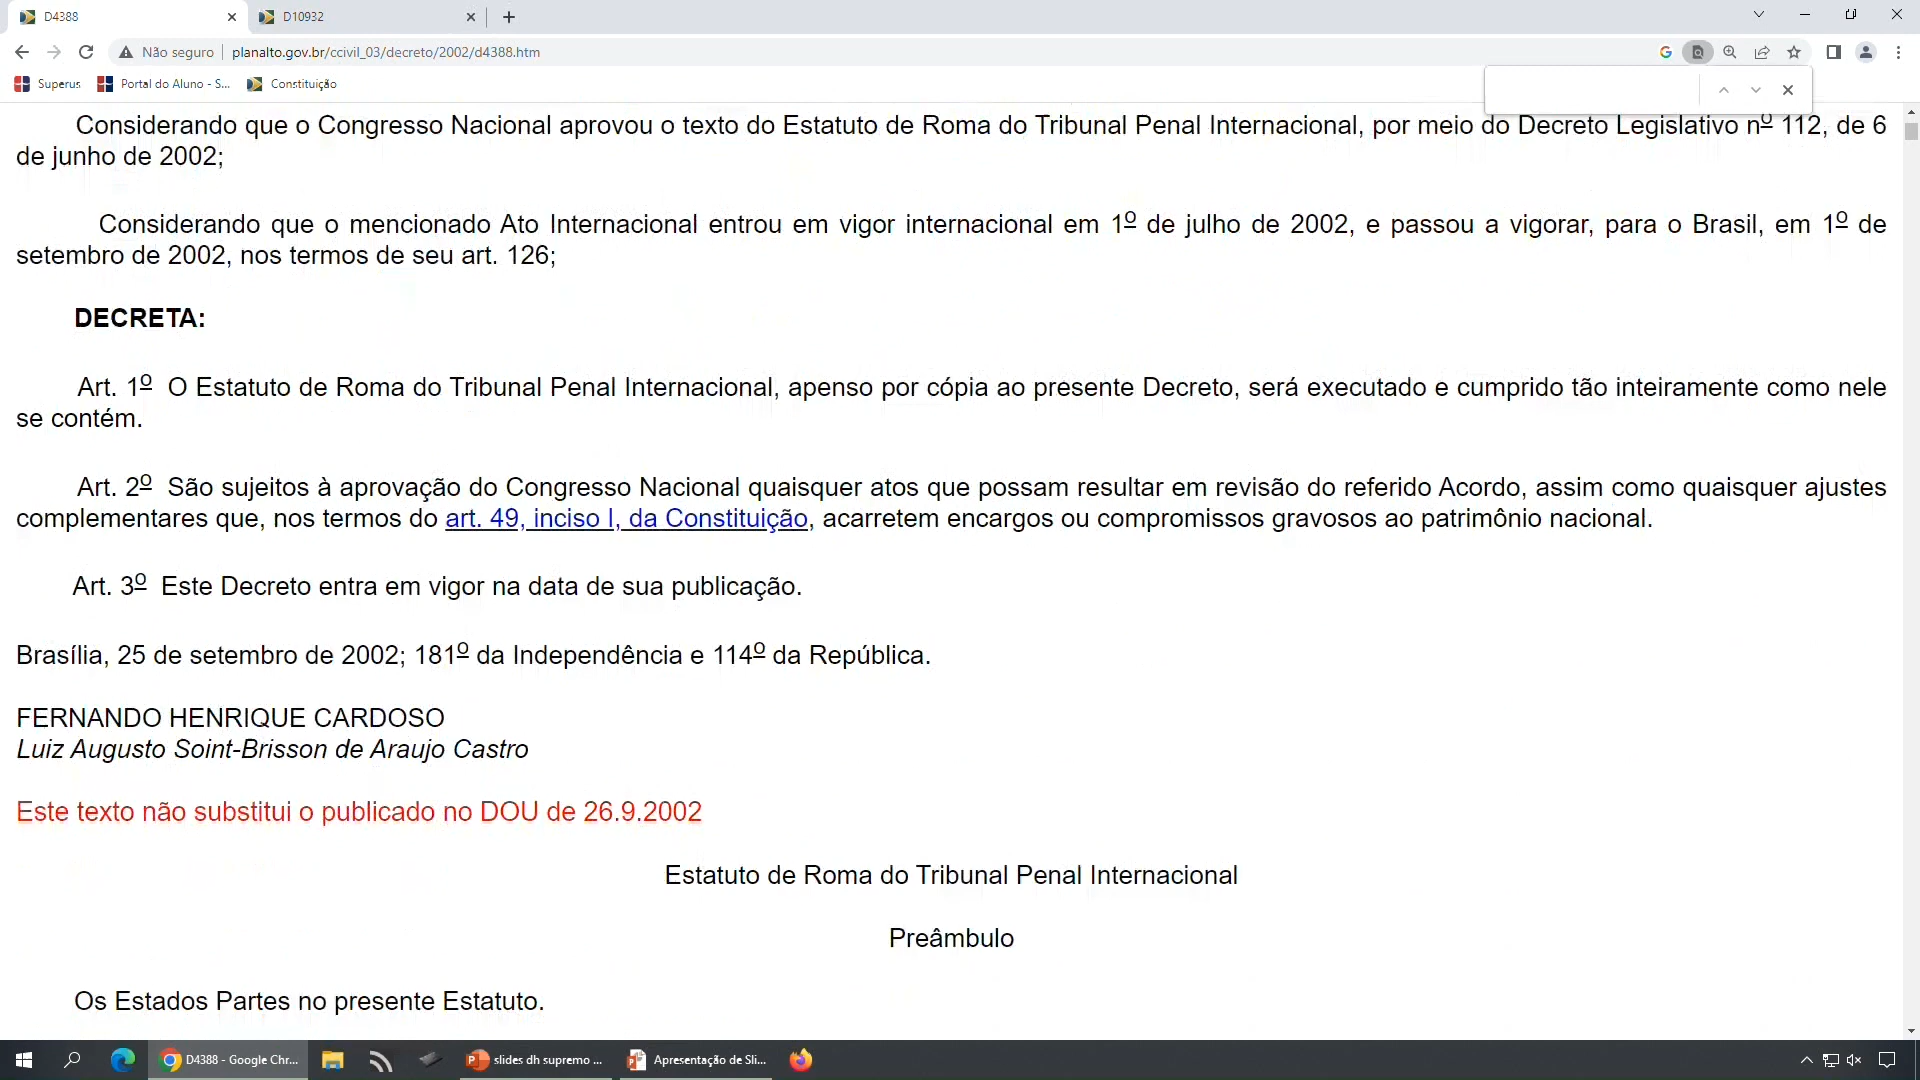 D4388
D10932
Não seguro
planalto.gov.br/ccivil_03/decreto/2002/d4388.htm
Superus
Portal do Aluno - S...
Constituição
Considerando que o Congresso Nacional aprovou o texto do Estatuto de Roma do Tribunal Penal Internacional, por meio do Decreto Legislativo nº 112, de 6
de junho de 2002;
Considerando que o mencionado Ato Internacional entrou em vigor internacional em 1º de julho de 2002, e passou a vigorar, para o Brasil, em 1º de
setembro de 2002, nos termos de seu art. 126;
DECRETA:
Art. 1º O Estatuto de Roma do Tribunal Penal Internacional, apenso por cópia ao presente Decreto, será executado e cumprido tão inteiramente como nele
se contém.
Art. 2º São sujeitos à aprovação do Congresso Nacional quaisquer atos que possam resultar em revisão do referido Acordo, assim como quaisquer ajustes
complementares que, nos termos do art. 49, inciso I, da Constituição, acarretem encargos ou compromissos gravosos ao patrimônio nacional.
Art. 3º Este Decreto entra em vigor na data de sua publicação.
Brasília, 25 de setembro de 2002; 181º da Independência e 114º da República.
FERNANDO HENRIQUE CARDOSO
Luiz Augusto Soint-Brisson de Araujo Castro
Este texto não substitui o publicado no DOU de 26.9.2002
Estatuto de Roma do Tribunal Penal Internacional
Preâmbulo
Os Estados Partes no presente Estatuto.
D4388 - Google Chr...
slides dh supremo ...
Apresentação de Sli...